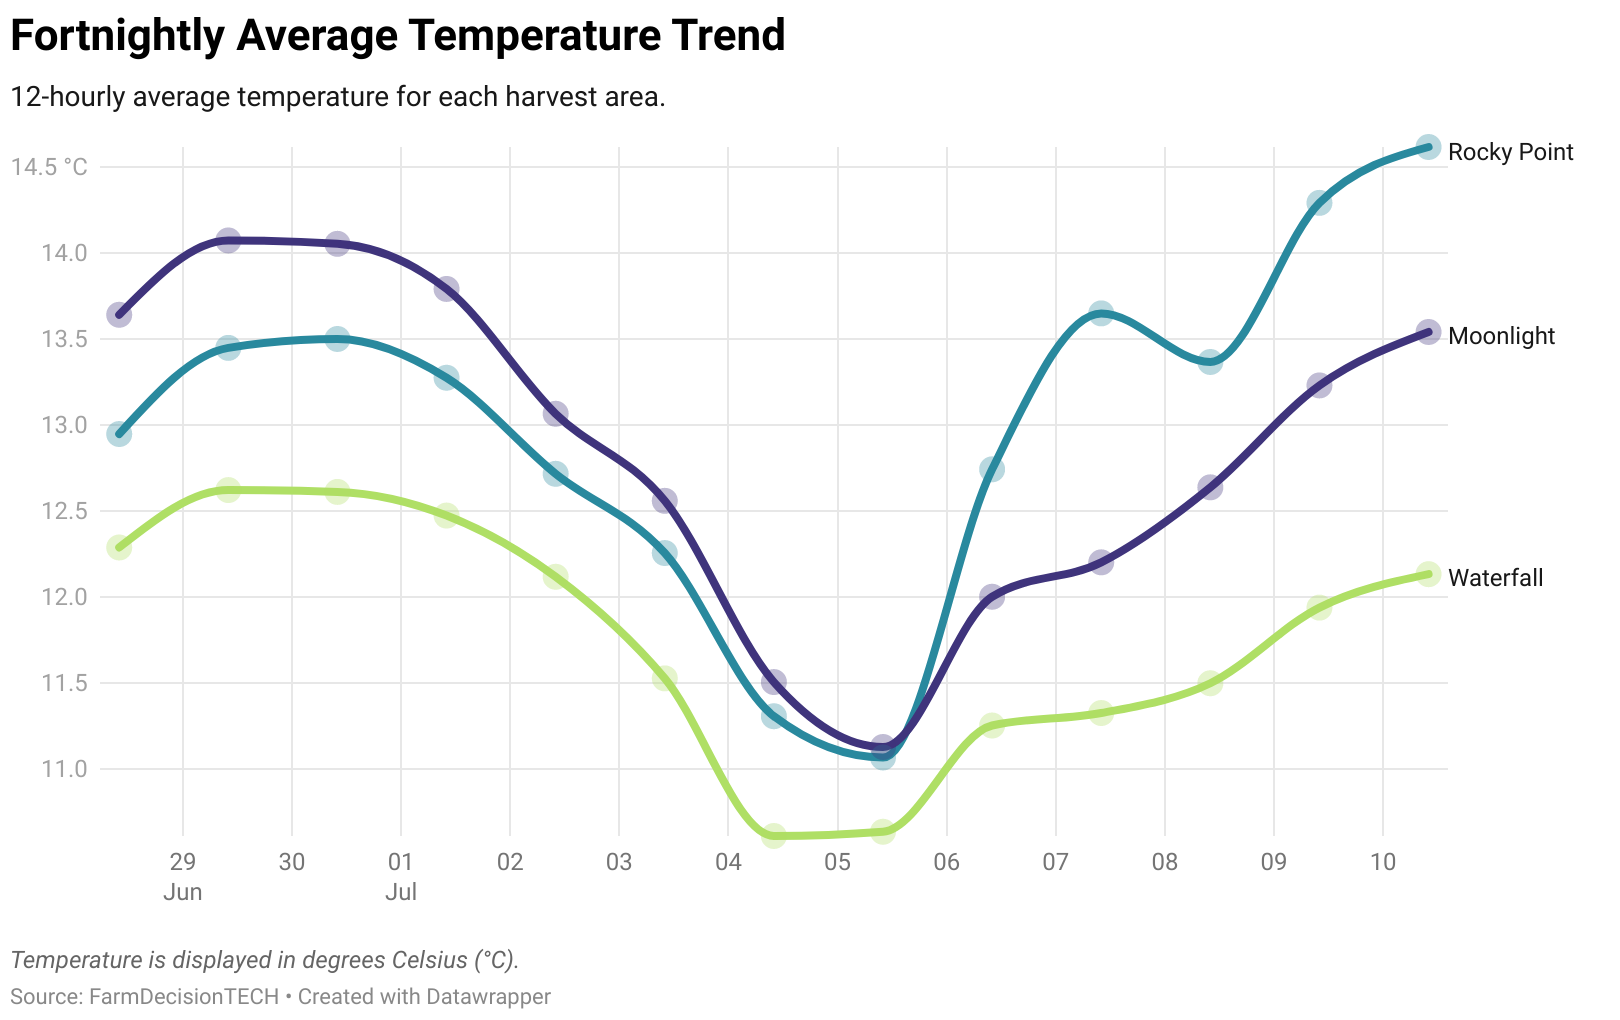 Fortnightly Average Temperature Trend
12-hourly average temperature for each harvest area.
14.5 °C
14.0
13.5
13.0
12.5
12.0
11.5
11.0
Rocky Point
Moonlight
Waterfall
29 30 01 02 03 04 05 06 07 08 09 10
Jun Jul
Temperature is displayed in degrees Celsius (°C).
Source: FarmDecisionTECH • Created with Datawrapper